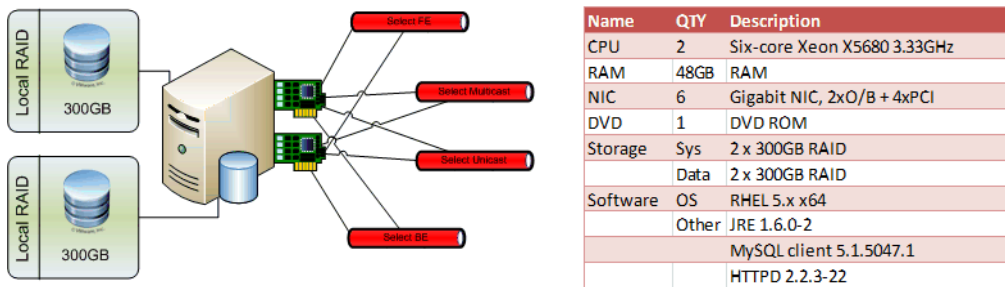 Local RAID
300GB
Local RAID
300GB
Select FE
Select Multicast
Select Unicast
Select BE
Name QTY Description
CPU 2 Six-core Xeon X5680 3.33GHz
RAM 48GB RAM
NIC 6 Gigabit NIC, 2xO/B + 4xPCI
DVD 1 DVD ROM
Storage Sys 2 x 300GB RAID
Data 2 x 300GB RAID
Software OS RHEL 5.x x64
Other JRE 1.6.0-2
MySQL client 5.1.5047.1
HTTPD 2.2.3-22